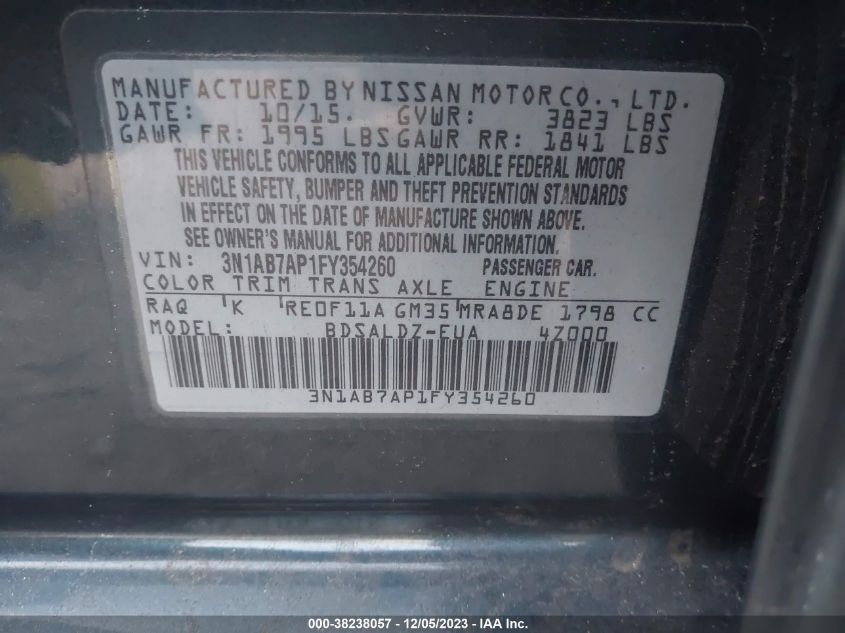 MANUFACTURED BY NISSAN MOTOR CO., LTD.
DATE: 10/15. GVWR: 3823 LBS
GAWR FR: 1995 LBS GAWR RR: 1841 LBS
THIS VEHICLE CONFORMS TO ALL APPLICABLE FEDERAL MOTOR
VEHICLE SAFETY, BUMPER AND THEFT PREVENTION STANDARDS
IN EFFECT ON THE DATE OF MANUFACTURE SHOWN ABOVE.
SEE OWNER'S MANUAL FOR ADDITIONAL INFORMATION.
VIN: 3N1AB7AP1FY354260 PASSENGER CAR.
COLOR TRIM TRANS AXLE ENGINE
RAQ K RE0F11A GM35 MRA8DE 1798 CC
MODEL: BDSALDZ-EUA 4Z000
3N1AB7AP1FY354260
000-38238057 - 12/05/2023 - IAA Inc.